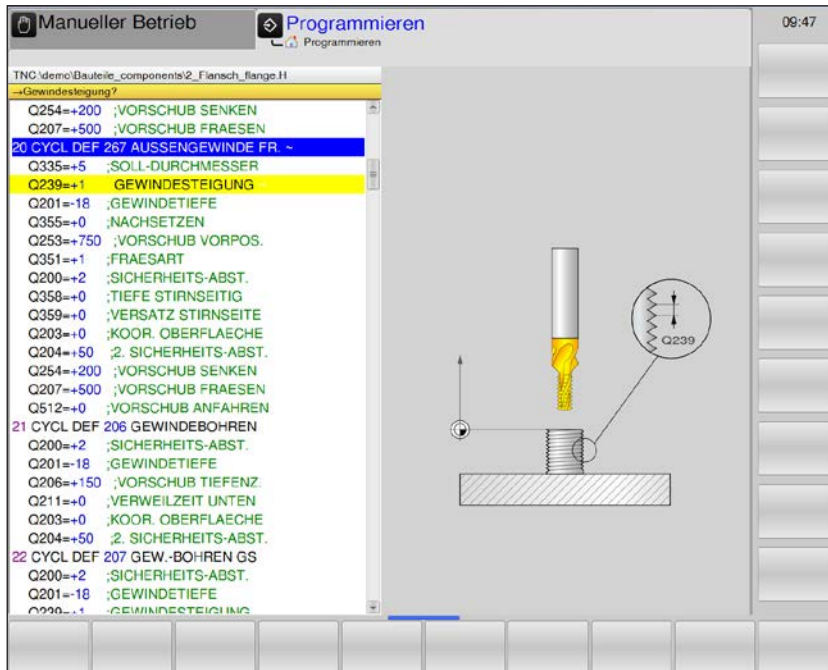 Manueller Betrieb
Programmieren
Programmieren
09:47
TNC:\demo\Bauteile_components\2_Flansch_flange.H
→Gewindesteigung?
Q254=+200 ;VORSCHUB SENKEN
Q207=+500 ;VORSCHUB FRAESEN
20 CYCL DEF 267 AUSSENGEWINDE FR. ~
Q335=+5 ;SOLL-DURCHMESSER
Q239=+1 GEWINDESTEIGUNG ~
Q201=-18 ;GEWINDETIEFE
Q355=+0 ;NACHSETZEN
Q253=+750 ;VORSCHUB VORPOS.
Q351=+1 ;FRAESART
Q200=+2 ;SICHERHEITS-ABST.
Q358=+0 ;TIEFE STIRNSEITIG
Q359=+0 ;VERSATZ STIRNSEITE
Q203=+0 ;KOOR. OBERFLAECHE
Q204=+50 ;2. SICHERHEITS-ABST.
Q254=+200 ;VORSCHUB SENKEN
Q207=+500 ;VORSCHUB FRAESEN
Q512=+0 ;VORSCHUB ANFAHREN
21 CYCL DEF 206 GEWINDEBOHREN
Q200=+2 ;SICHERHEITS-ABST.
Q201=-18 ;GEWINDETIEFE
Q206=+150 ;VORSCHUB TIEFENZ.
Q211=+0 ;VERWEILZEIT UNTEN
Q203=+0 ;KOOR. OBERFLAECHE
Q204=+50 ;2. SICHERHEITS-ABST.
22 CYCL DEF 207 GEW.-BOHREN GS
Q200=+2 ;SICHERHEITS-ABST.
Q201=-18 ;GEWINDETIEFE
Q239=+1 ;GEWINDESTEIGUNG
Q239